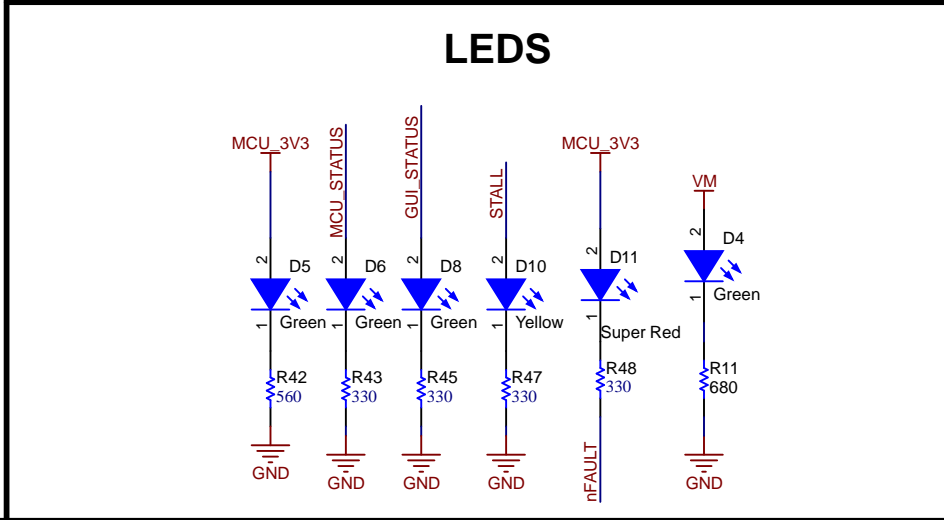 LEDS
MCU_3V3
MCU_STATUS
GUI_STATUS
STALL
MCU_3V3
VM
2
D5
1
Green
R42
560
GND
2
D6
1
Green
R43
330
GND
2
D8
1
Green
R45
330
2
D10
1
Yellow
R47
330
GND
2
D11
1
Super Red
R48
330
nFAULT
2
D4
1
Green
R11
680
GND